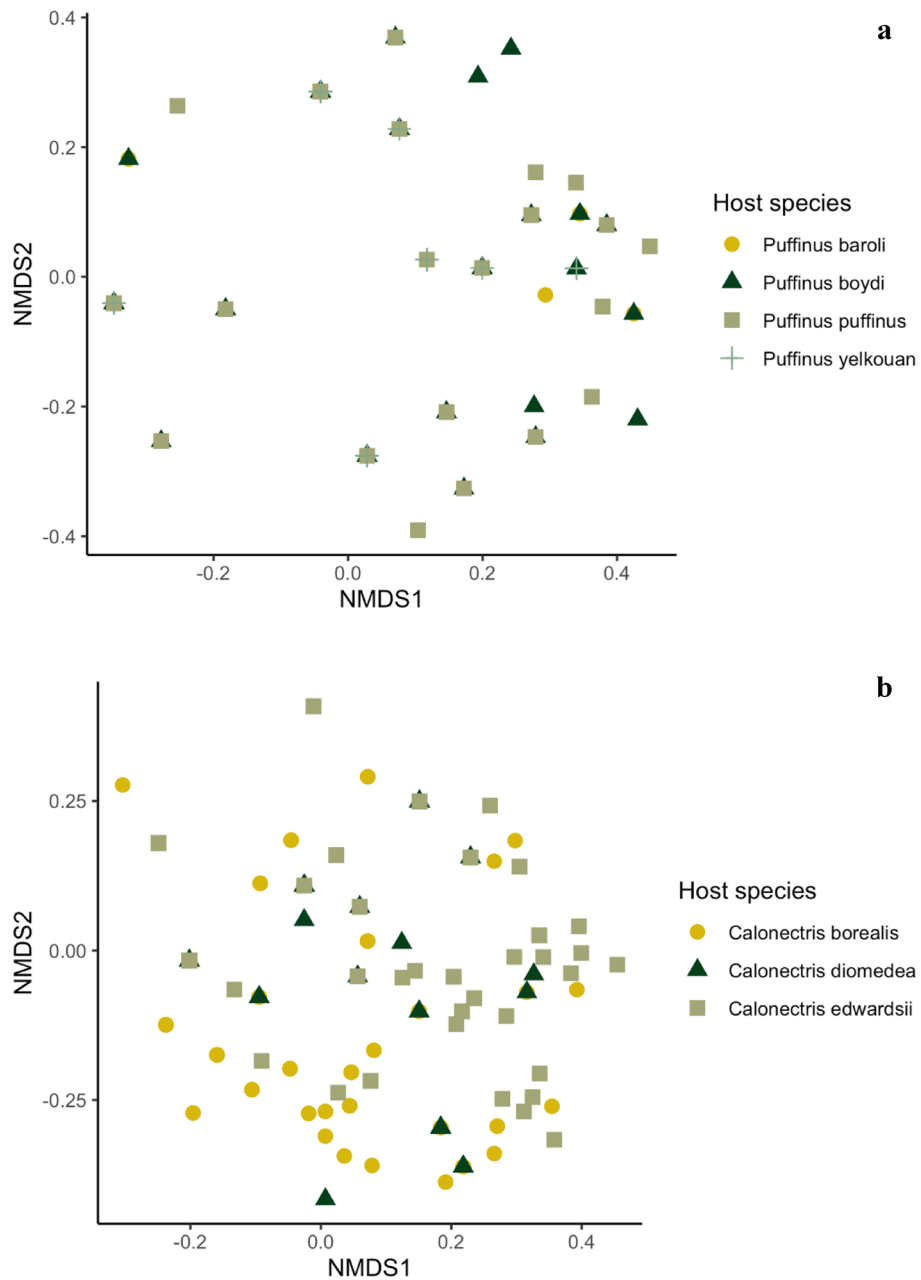 a
0.4
0.2
0.0
-0.2
-0.4
NMDS2
-0.2
0.0
0.2
0.4
NMDS1
Host species
Puffinus baroli
Puffinus boydi
Puffinus puffinus
Puffinus yelkouan
b
0.25
0.00
-0.25
NMDS2
-0.2
0.0
0.2
0.4
NMDS1
Host species
Calonectris borealis
Calonectris diomedea
Calonectris edwardsii